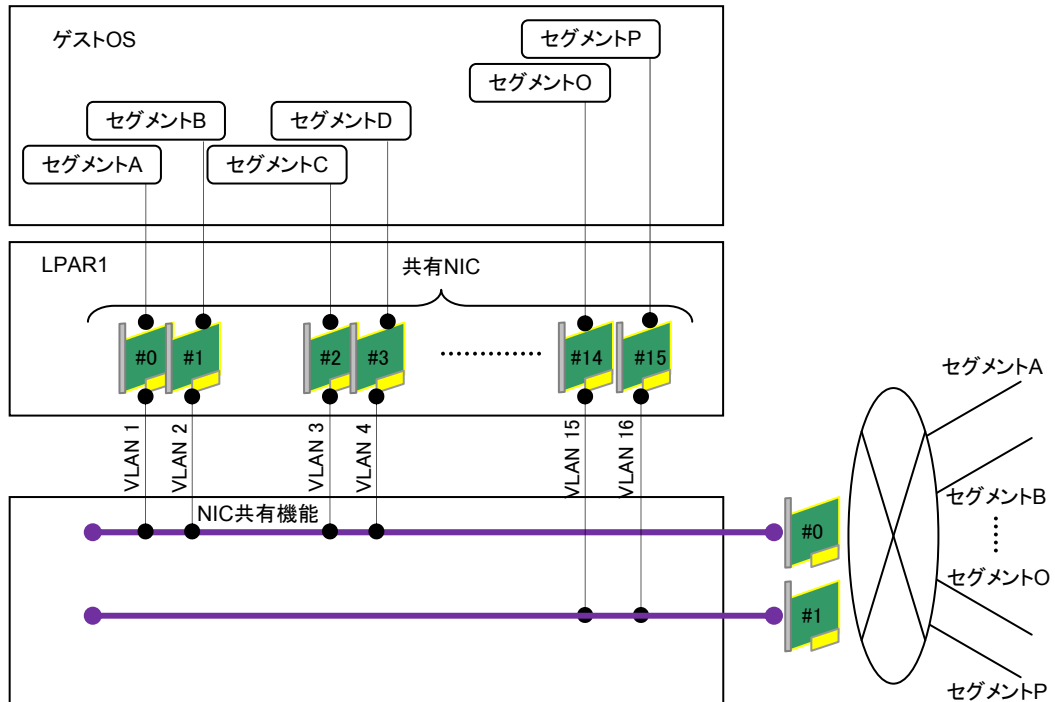 ゲストOS
セグメントP
セグメントO
セグメントB
セグメントD
セグメントA
セグメントC
LPAR1
共有NIC
#0
#1
#2
#3
#14
#15
VLAN 1
VLAN 2
VLAN 3
VLAN 4
VLAN 15
VLAN 16
NIC共有機能
#0
#1
セグメントA
セグメントB
セグメントO
セグメントP